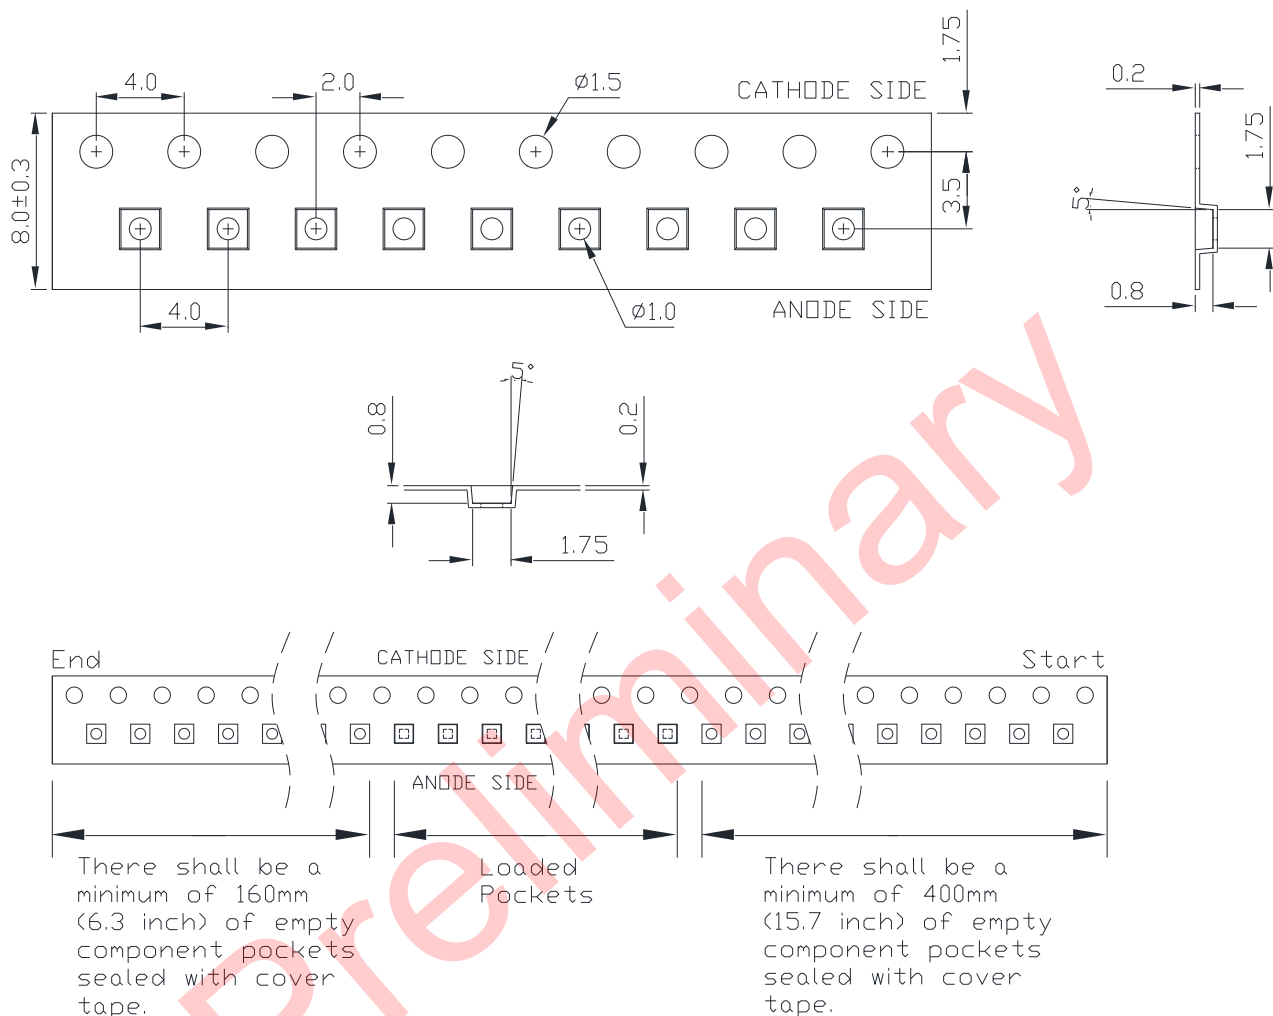 1.75
4.0
2.0
⌀1.5
CATHODE SIDE
0.2
8.0±0.3
3.5
5°
1.75
4.0
⌀1.0
ANODE SIDE
0.8
5°
0.8
0.2
1.75
End
CATHODE SIDE
Start
ANODE SIDE
There shall be a
minimum of 160mm
(6.3 inch) of empty
component pockets
sealed with cover
tape.
Loaded
Pockets
There shall be a
minimum of 400mm
(15.7 inch) of empty
component pockets
sealed with cover
tape.
Preliminary